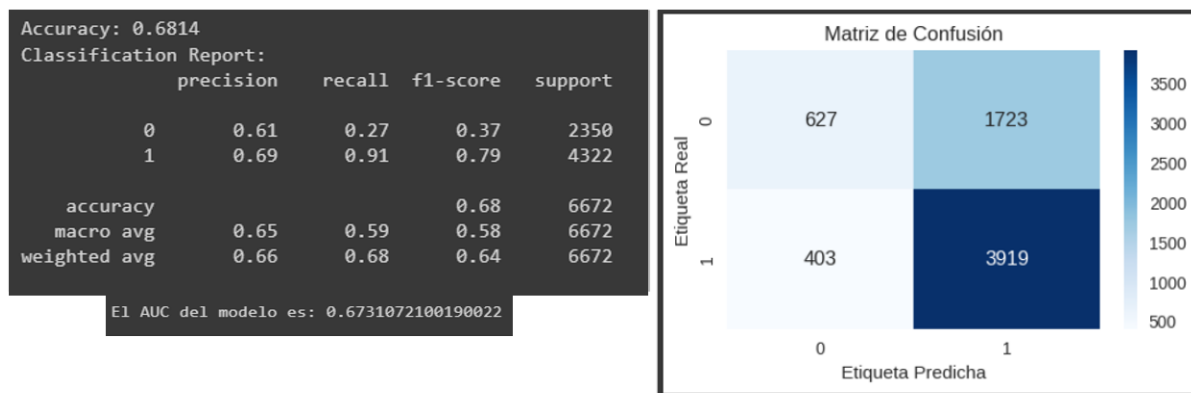 Accuracy: 0.6814
Classification Report:
precision recall f1-score support
0 0.61 0.27 0.37 2350
1 0.69 0.91 0.79 4322
accuracy 0.68 6672
macro avg 0.65 0.59 0.58 6672
weighted avg 0.66 0.68 0.64 6672
El AUC del modelo es: 0.6731072100190022
Matriz de Confusión
Etiqueta Real
0
1
627 1723
403 3919
0 1
Etiqueta Predicha
3500
3000
2500
2000
1500
1000
500